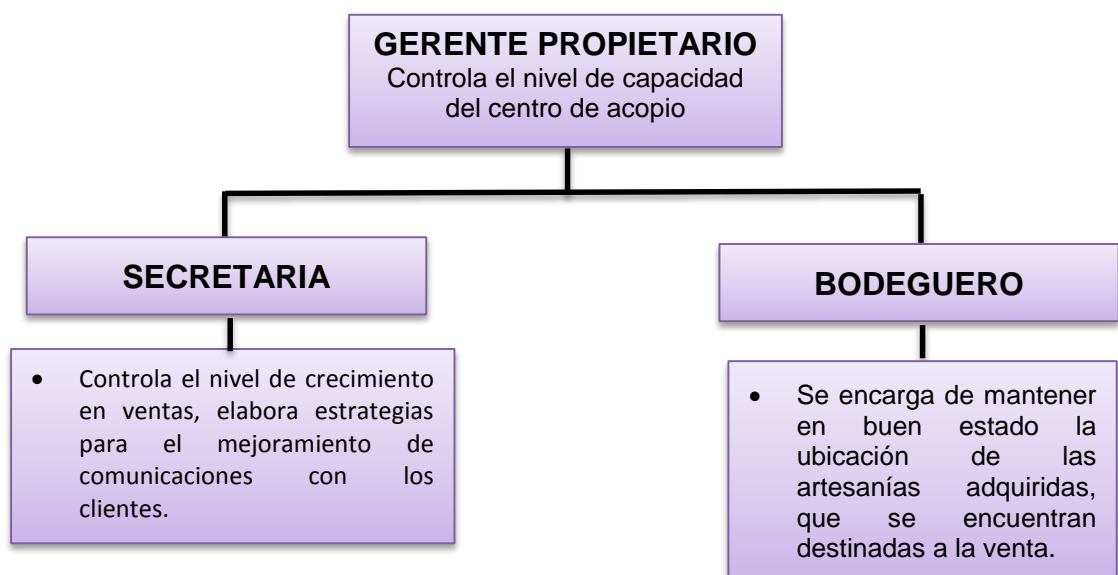 GERENTE PROPIETARIO
Controla el nivel de capacidad
del centro de acopio
SECRETARIA
• Controla el nivel de crecimiento
en ventas, elabora estrategias
para el mejoramiento de
comunicaciones con los
clientes.
BODEGUERO
• Se encarga de mantener
en buen estado la
ubicación de las
artesanías adquiridas,
que se encuentran
destinadas a la venta.